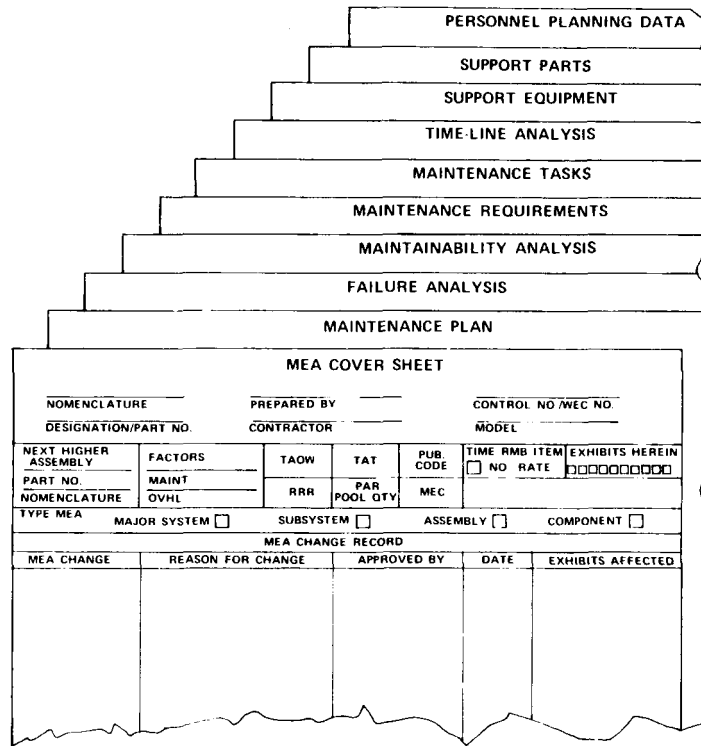 PERSONNEL PLANNING DATA
SUPPORT PARTS
SUPPORT EQUIPMENT
TIME-LINE ANALYSIS
MAINTENANCE TASKS
MAINTENANCE REQUIREMENTS
MAINTAINABILITY ANALYSIS
FAILURE ANALYSIS
MAINTENANCE PLAN
MEA COVER SHEET
NOMENCLATURE PREPARED BY CONTROL NO/WEC NO.
DESIGNATION/PART NO. CONTRACTOR MODEL
NEXT HIGHER ASSEMBLY
PART NO.
NOMENCLATURE
FACTORS
MAINT
OVHL
TAOW
RRR
TAT
PAR POOL QTY
PUB. CODE
MEC
TIME RMB ITEM
NO RATE
EXHIBITS HEREIN
TYPE MEA MAJOR SYSTEM SUBSYSTEM ASSEMBLY COMPONENT
MEA CHANGE RECORD
MEA CHANGE REASON FOR CHANGE APPROVED BY DATE EXHIBITS AFFECTED